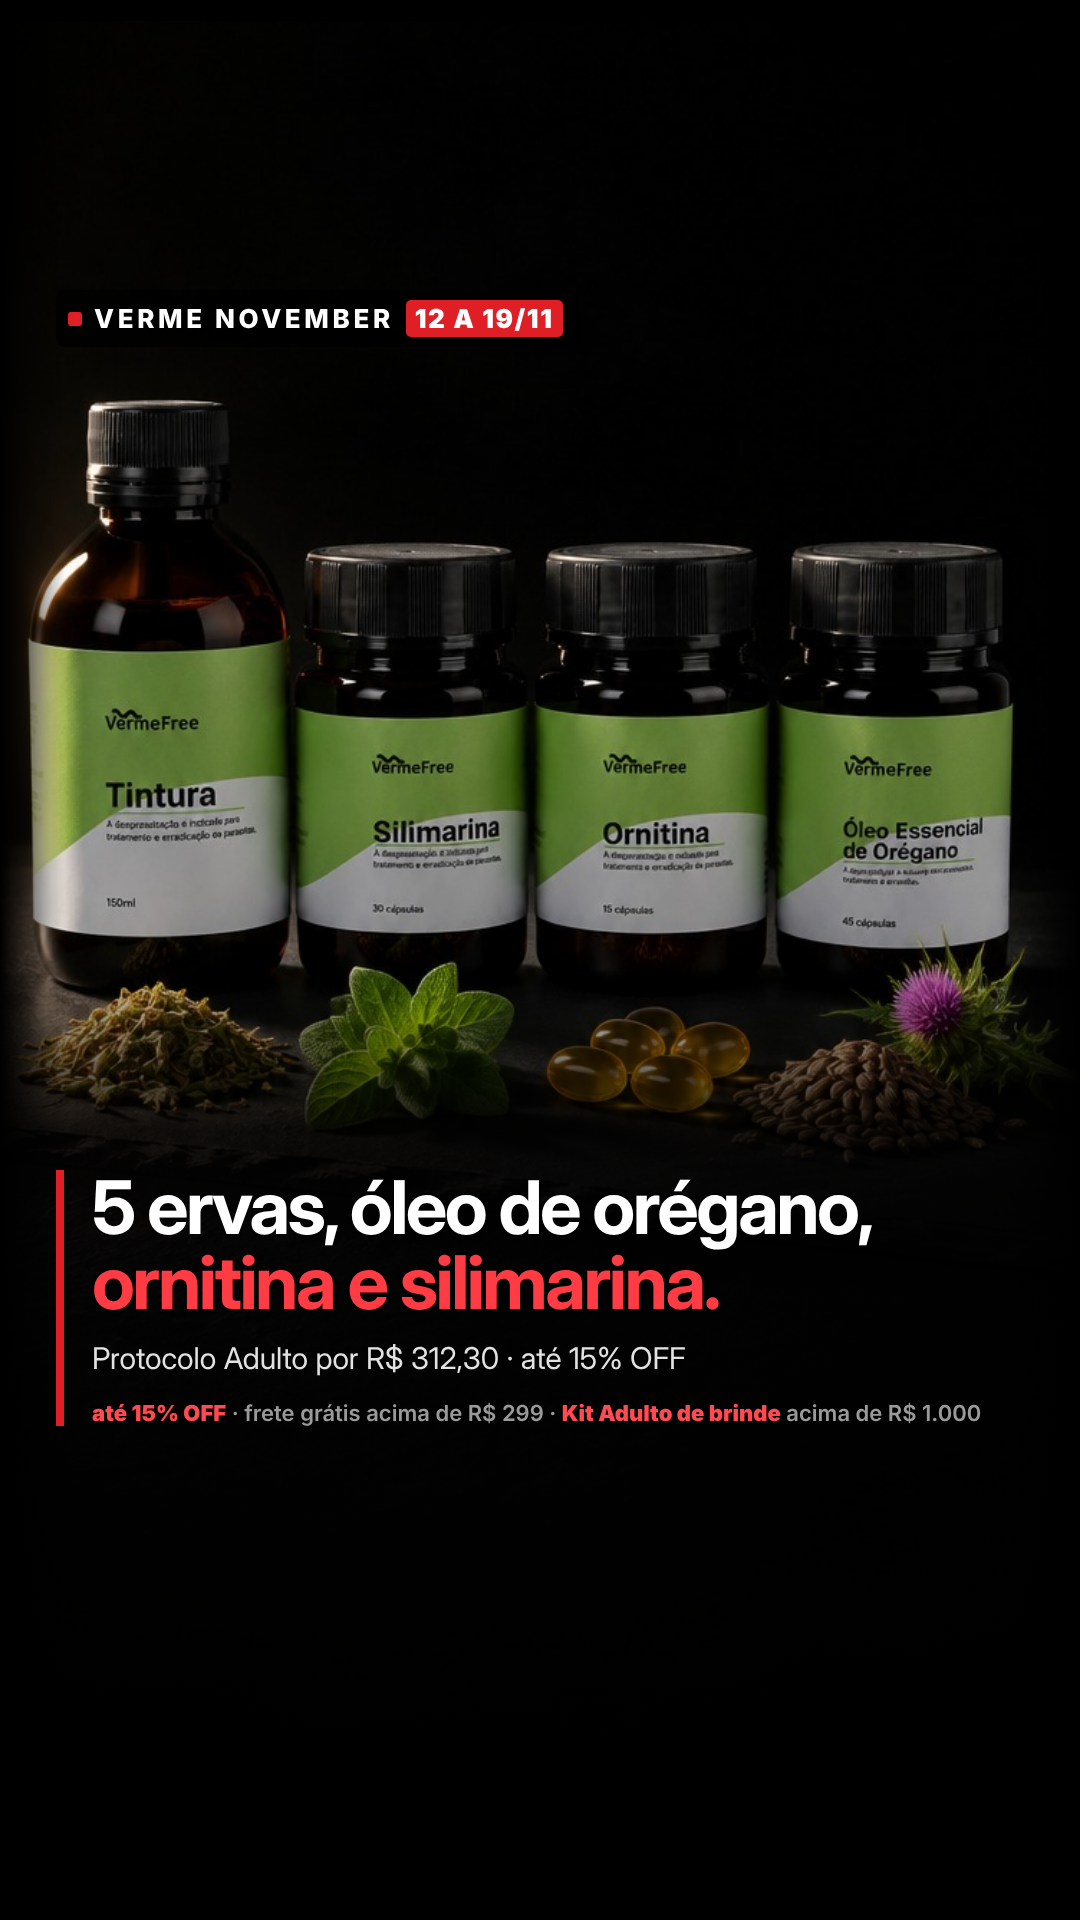 VERME NOVEMBER 12 A 19/11
VermeFree
Tintura
150ml
VermeFree
Silimarina
30 cápsulas
VermeFree
Ornitina
15 cápsulas
VermeFree
Óleo Essencial
de Orégano
45 cápsulas
5 ervas, óleo de orégano,
ornitina e silimarina.
Protocolo Adulto por R$ 312,30 · até 15% OFF
até 15% OFF · frete grátis acima de R$ 299 · Kit Adulto de brinde acima de R$ 1.000